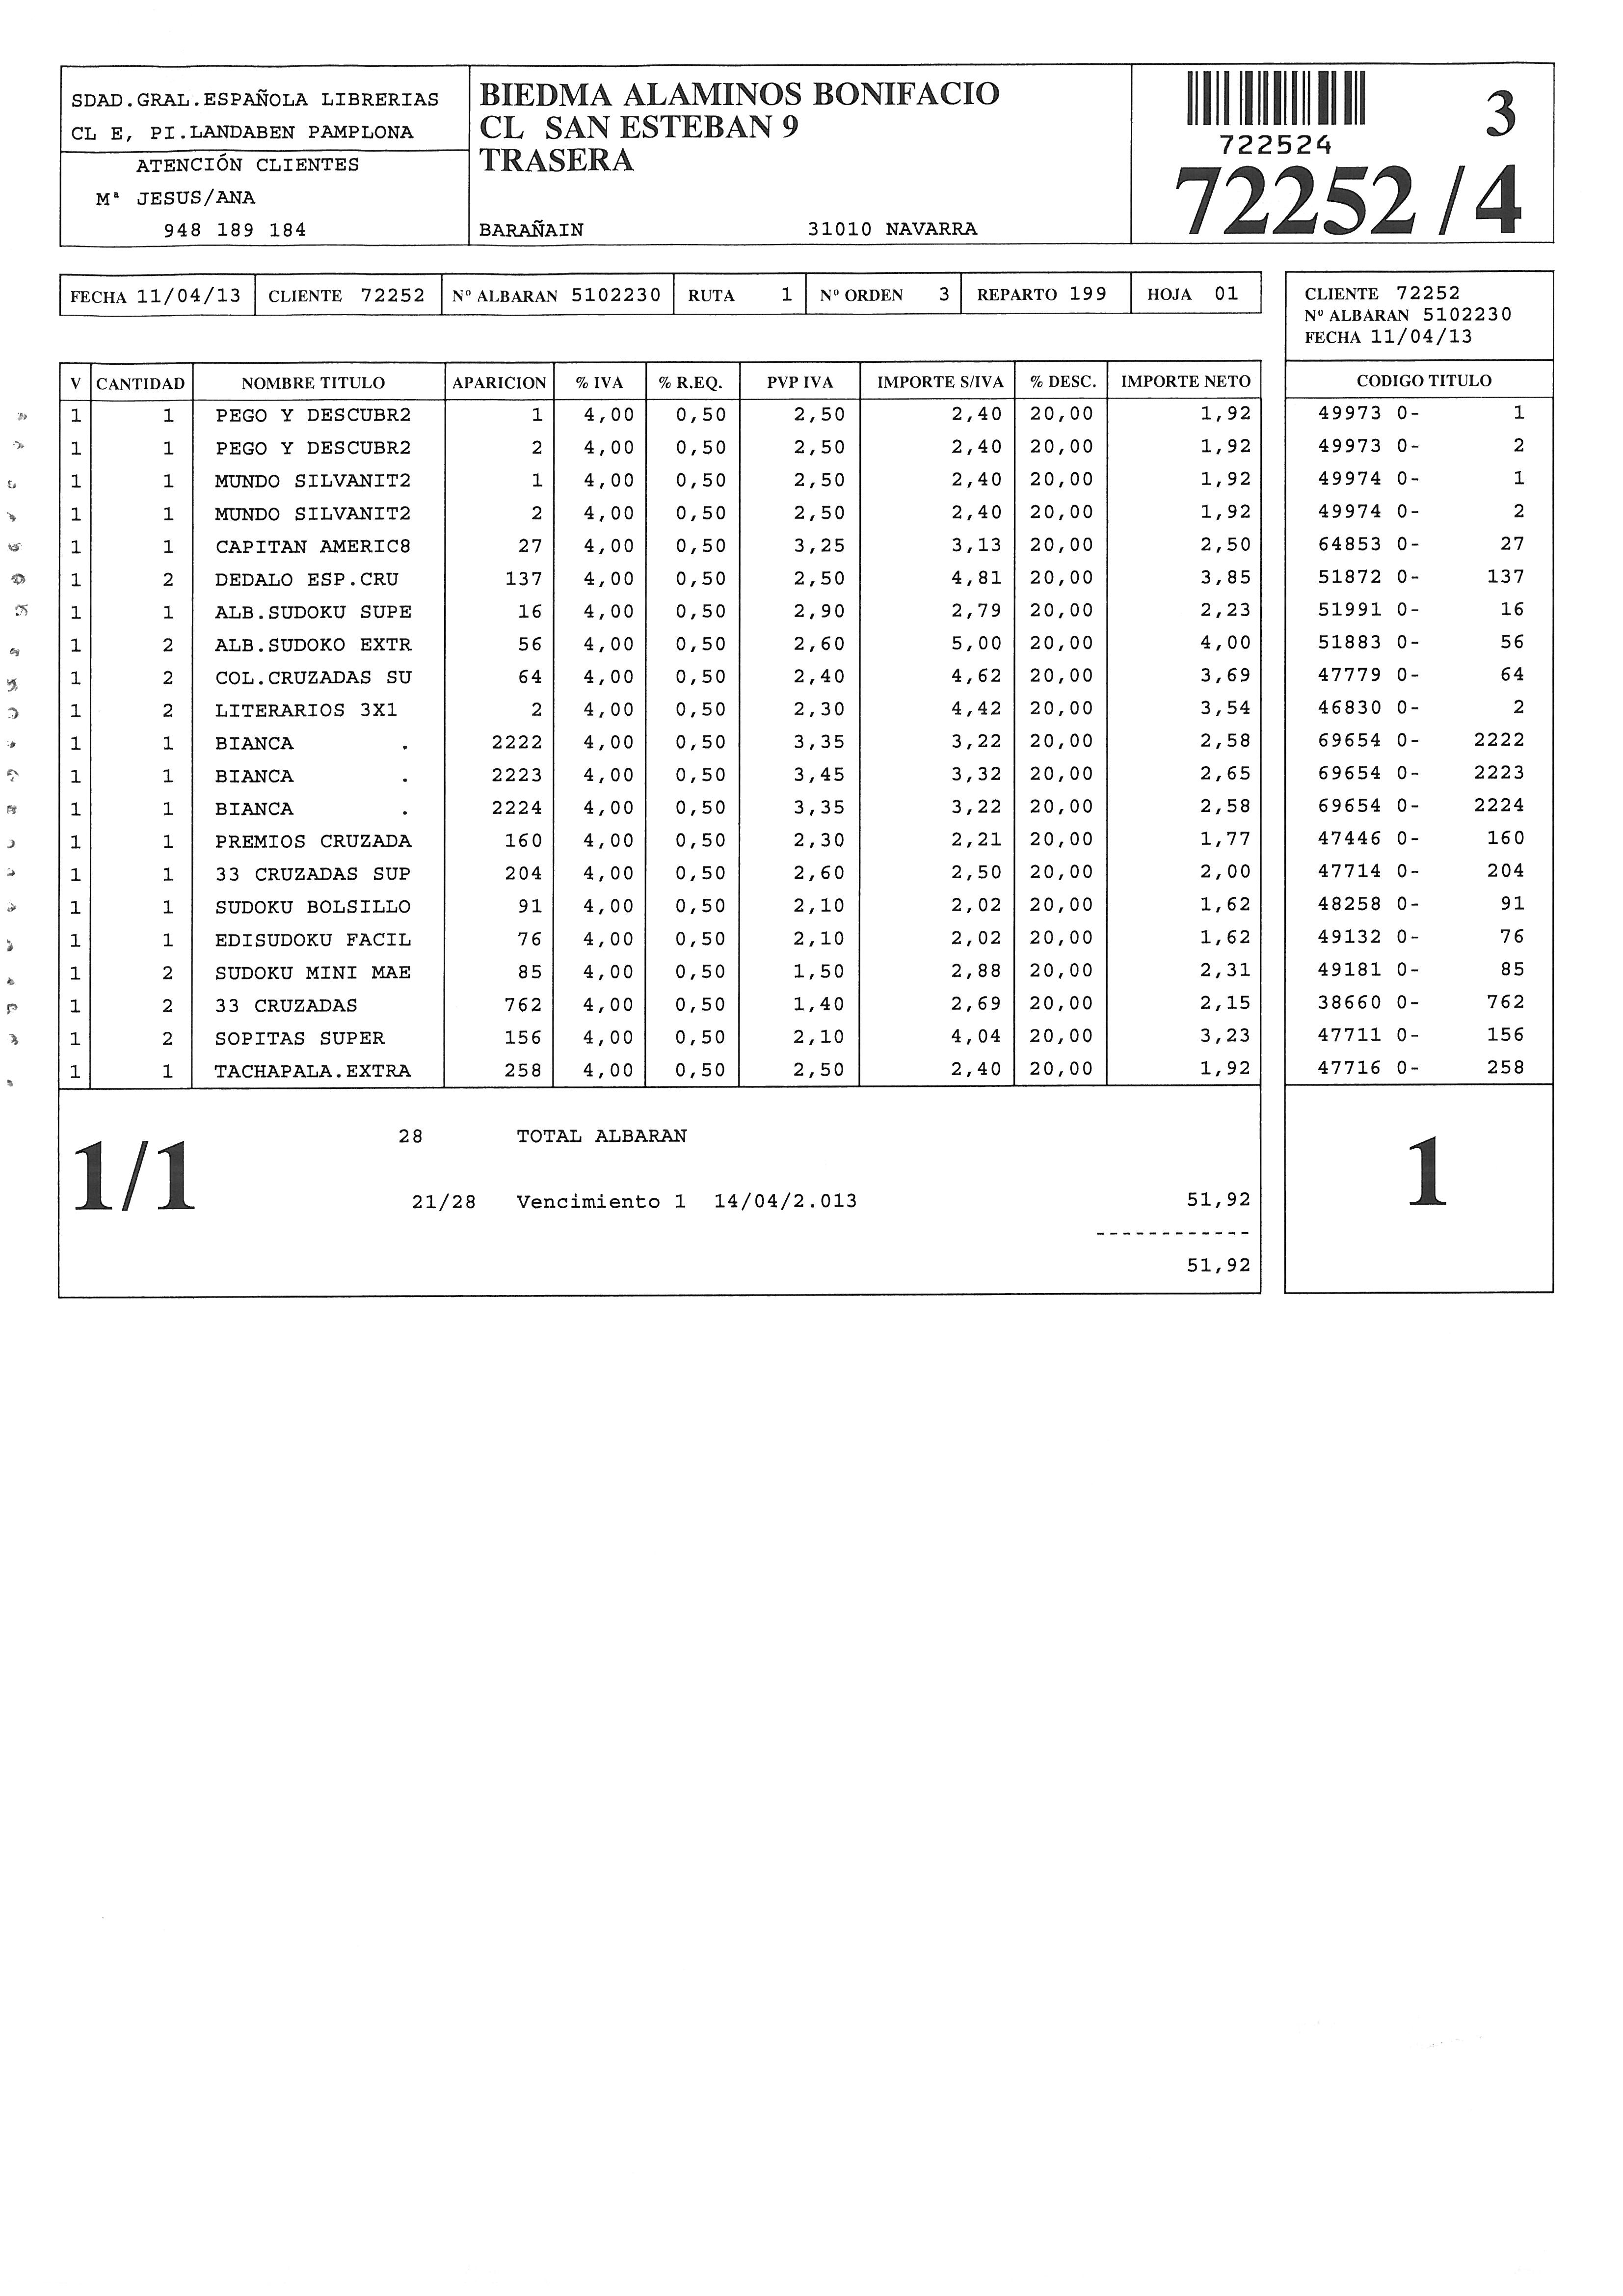 SDAD.GRAL.ESPAÑOLA LIBRERIAS
CL E, PI.LANDABEN PAMPLONA
ATENCIÓN CLIENTES
Mª JESUS/ANA
948 189 184
BIEDMA ALAMINOS BONIFACIO
CL SAN ESTEBAN 9
TRASERA
BARAÑAIN 31010 NAVARRA
722524
3
72252 /4
FECHA 11/04/13 CLIENTE 72252 Nº ALBARAN 5102230 RUTA 1 Nº ORDEN 3 REPARTO 199 HOJA 01
CLIENTE 72252
Nº ALBARAN 5102230
FECHA 11/04/13
V CANTIDAD NOMBRE TITULO APARICION % IVA % R.EQ. PVP IVA IMPORTE S/IVA % DESC. IMPORTE NETO CODIGO TITULO
1 1 PEGO Y DESCUBR2 1 4,00 0,50 2,50 2,40 20,00 1,92 49973 0- 1
1 1 PEGO Y DESCUBR2 2 4,00 0,50 2,50 2,40 20,00 1,92 49973 0- 2
1 1 MUNDO SILVANIT2 1 4,00 0,50 2,50 2,40 20,00 1,92 49974 0- 1
1 1 MUNDO SILVANIT2 2 4,00 0,50 2,50 2,40 20,00 1,92 49974 0- 2
1 1 CAPITAN AMERIC8 27 4,00 0,50 3,25 3,13 20,00 2,50 64853 0- 27
1 2 DEDALO ESP.CRU 137 4,00 0,50 2,50 4,81 20,00 3,85 51872 0- 137
1 1 ALB.SUDOKU SUPE 16 4,00 0,50 2,90 2,79 20,00 2,23 51991 0- 16
1 2 ALB.SUDOKO EXTR 56 4,00 0,50 2,60 5,00 20,00 4,00 51883 0- 56
1 2 COL.CRUZADAS SU 64 4,00 0,50 2,40 4,62 20,00 3,69 47779 0- 64
1 2 LITERARIOS 3X1 2 4,00 0,50 2,30 4,42 20,00 3,54 46830 0- 2
1 1 BIANCA . 2222 4,00 0,50 3,35 3,22 20,00 2,58 69654 0- 2222
1 1 BIANCA . 2223 4,00 0,50 3,45 3,32 20,00 2,65 69654 0- 2223
1 1 BIANCA . 2224 4,00 0,50 3,35 3,22 20,00 2,58 69654 0- 2224
1 1 PREMIOS CRUZADA 160 4,00 0,50 2,30 2,21 20,00 1,77 47446 0- 160
1 1 33 CRUZADAS SUP 204 4,00 0,50 2,60 2,50 20,00 2,00 47714 0- 204
1 1 SUDOKU BOLSILLO 91 4,00 0,50 2,10 2,02 20,00 1,62 48258 0- 91
1 1 EDISUDOKU FACIL 76 4,00 0,50 2,10 2,02 20,00 1,62 49132 0- 76
1 2 SUDOKU MINI MAE 85 4,00 0,50 1,50 2,88 20,00 2,31 49181 0- 85
1 2 33 CRUZADAS 762 4,00 0,50 1,40 2,69 20,00 2,15 38660 0- 762
1 2 SOPITAS SUPER 156 4,00 0,50 2,10 4,04 20,00 3,23 47711 0- 156
1 1 TACHAPALA.EXTRA 258 4,00 0,50 2,50 2,40 20,00 1,92 47716 0- 258
28 TOTAL ALBARAN
1/1
21/28 Vencimiento 1 14/04/2.013 51,92
------------
51,92
1